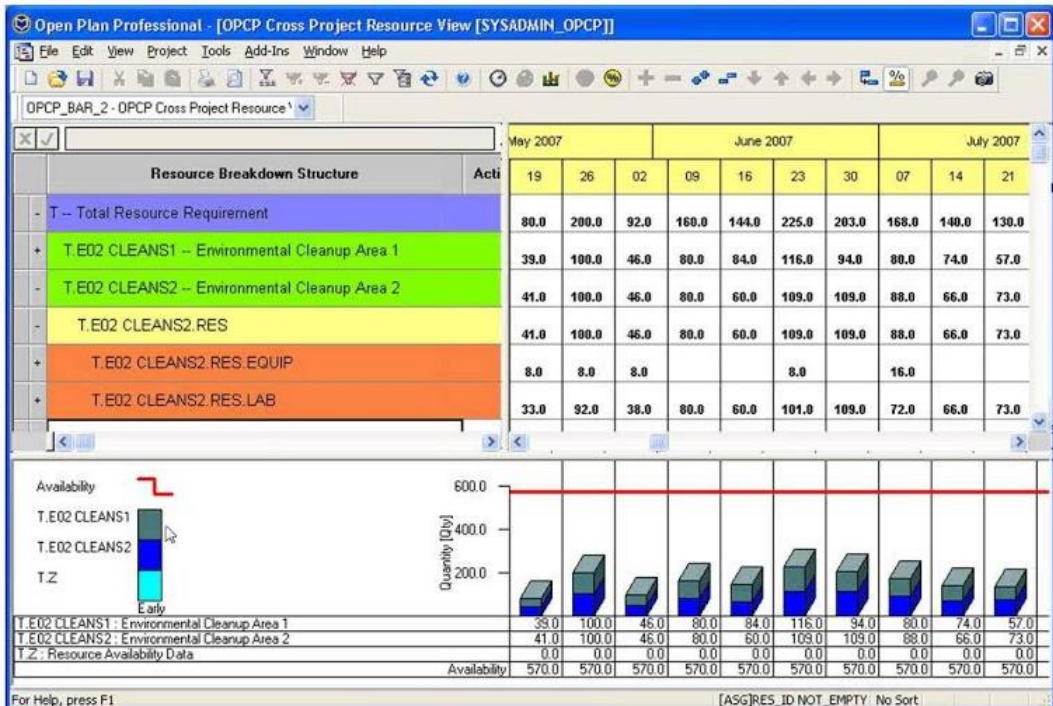 Open Plan Professional - [OPCP Cross Project Resource View [SYSADMIN_OPCP]]
File Edit View Project Tools Add-Ins Window Help
OPCP_BAR_2 - OPCP Cross Project Resource
May 2007 June 2007 July 2007
Resource Breakdown Structure Acti 19 26 02 09 16 23 30 07 14 21
- T -- Total Resource Requirement 80.0 200.0 92.0 160.0 144.0 225.0 203.0 168.0 140.0 130.0
+ T.E02 CLEANS1 -- Environmental Cleanup Area 1 39.0 100.0 46.0 80.0 84.0 116.0 94.0 80.0 74.0 57.0
- T.E02 CLEANS2 -- Environmental Cleanup Area 2 41.0 100.0 46.0 80.0 60.0 109.0 109.0 88.0 66.0 73.0
- T.E02 CLEANS2.RES 41.0 100.0 46.0 80.0 60.0 109.0 109.0 88.0 66.0 73.0
+ T.E02 CLEANS2.RES.EQUIP 8.0 8.0 8.0 8.0 16.0
+ T.E02 CLEANS2.RES.LAB 33.0 92.0 38.0 80.0 60.0 101.0 109.0 72.0 66.0 73.0
Availability
T.E02 CLEANS1
T.E02 CLEANS2
T.Z
Early
Quantity [Qty]
600.0
400.0
200.0
T.E02 CLEANS1 : Environmental Cleanup Area 1 39.0 100.0 46.0 80.0 84.0 116.0 94.0 80.0 74.0 57.0
T.E02 CLEANS2 : Environmental Cleanup Area 2 41.0 100.0 46.0 80.0 60.0 109.0 109.0 88.0 66.0 73.0
T.Z : Resource Availability Data 0.0 0.0 0.0 0.0 0.0 0.0 0.0 0.0 0.0 0.0
Availability 570.0 570.0 570.0 570.0 570.0 570.0 570.0 570.0 570.0 570.0
For Help, press F1 [ASG]RES_ID NOT_EMPTY No Sort